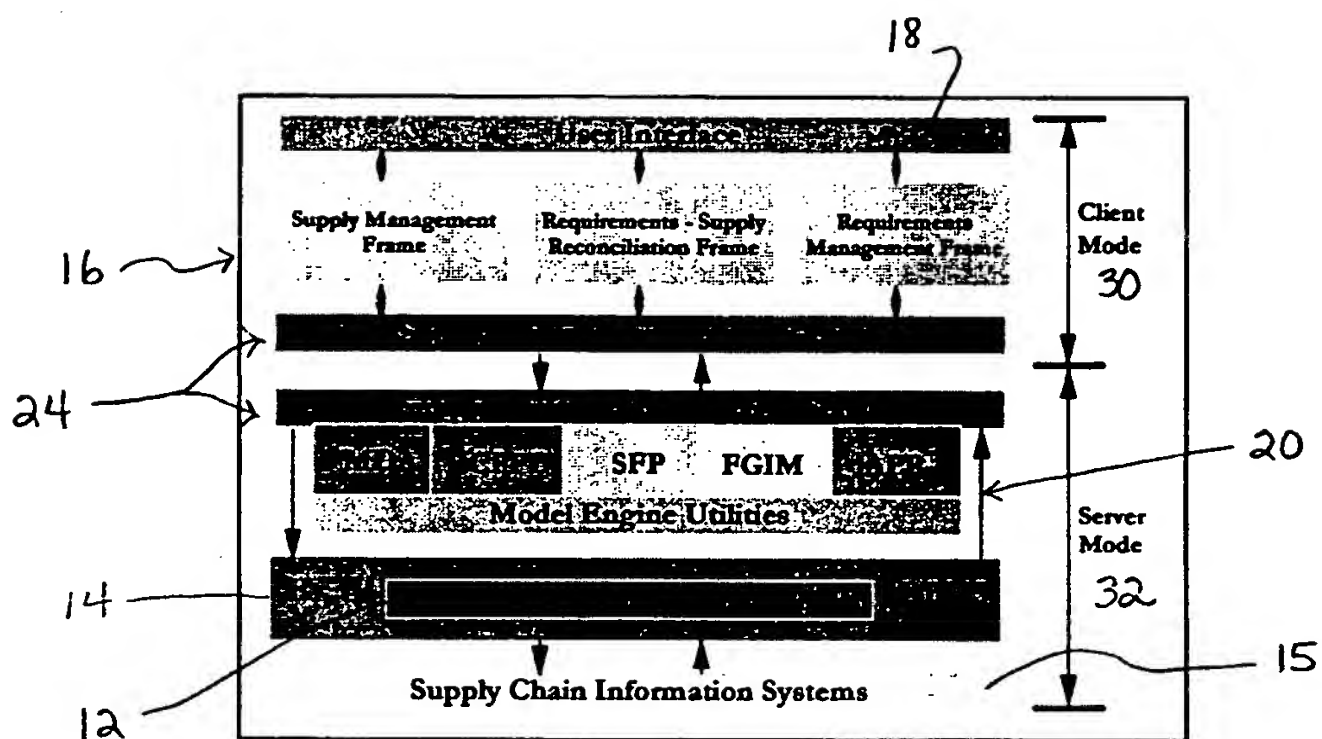 18
User Interface
Supply Management
Frame
Requirements - Supply
Reconciliation Frame
Requirements
Management Frame
Client
Mode
30
16
24
SFP
FGIM
20
Model Engine Utilities
Server
Mode
32
14
15
Supply Chain Information Systems
12